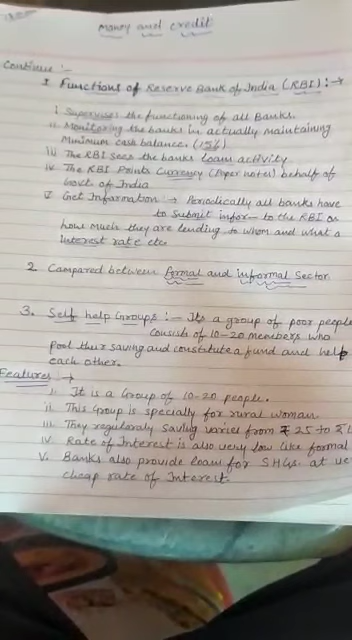 Money and credit
Continue :-
1 Functions of Reserve Bank of India (RBI) :→
i Supervises the functioning of all Banks.
ii. Monitoring the banks in actually maintaining
Minimum cash balance. (15%)
iii The RBI sees the banks loan activity
iv The RBI Points Currency (Paper notes) behalf of
Govt of India
v Get Information → Periodically all banks have
to submit infor- to the RBI on
how much they are lending to whom and what a
Interest rate etc.
2 Compared between formal and informal Sector.
3. Self help Groups :- Its a group of poor people
Consists of 10-20 members who
Pool their saving and constitute a fund and help
each other.
Features :→
i. It is a Group of 10-20 people.
ii. This Group is specially for rural woman.
iii. They regularaly saving varies from ₹ 25 to ₹
iv Rate of Interest is also very low like formal
v. Banks also provide loan for SHGs. at ve
cheap rate of Interest.